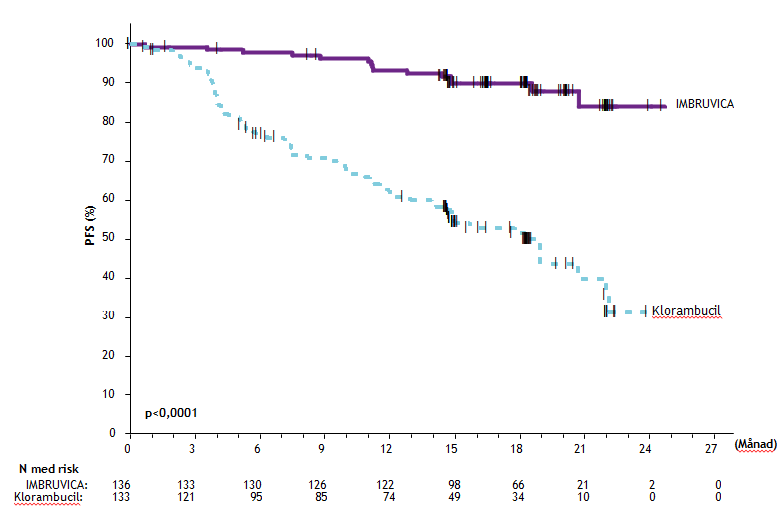 100
90
80
70
60
50
40
30
20
10
0
PFS (%)
IMBRUVICA
Klorambucil
p<0,0001
0 3 6 9 12 15 18 21 24 27 (Månad)
N med risk
IMBRUVICA: 136 133 130 126 122 98 66 21 2 0
Klorambucil: 133 121 95 85 74 49 34 10 0 0